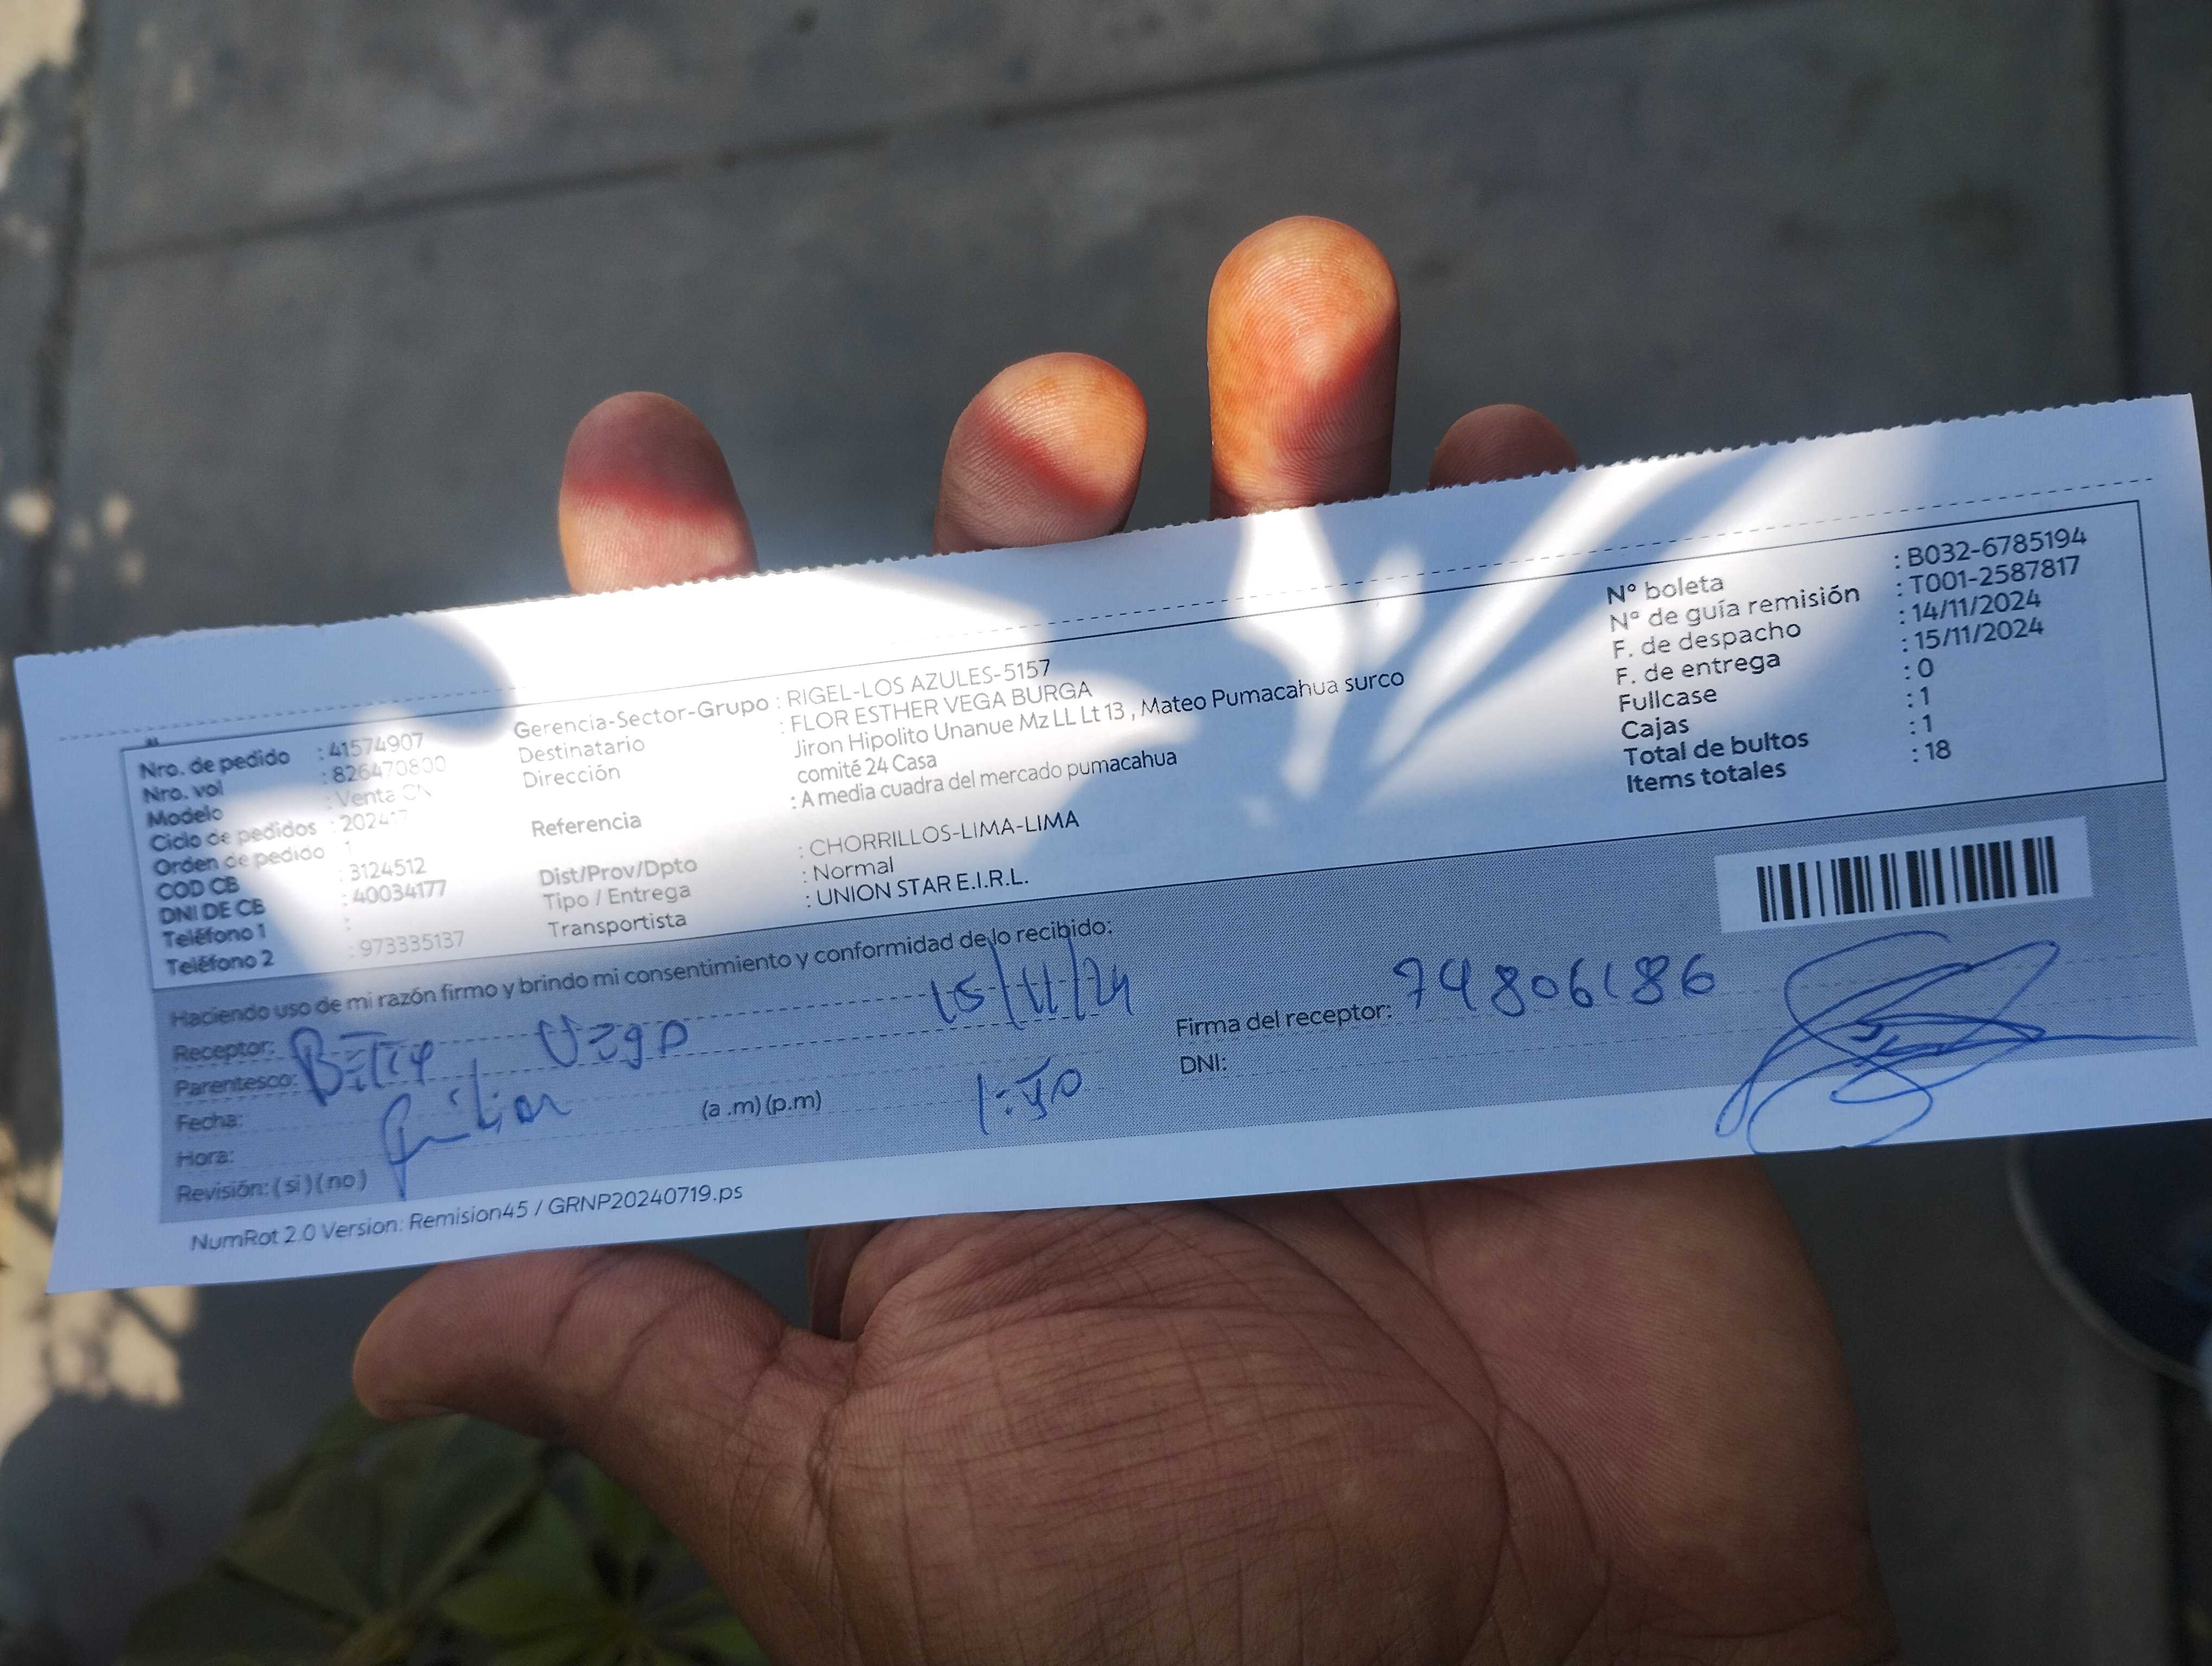 Nro. de pedido : 41574907
Nro. vol : 826470800
Modelo : Venta
Ciclo de pedidos
Orden de pedido : 1
COD CB : 3124512
DNI DE CB : 40034177
Teléfono 1 :
Teléfono 2 : 973335137
Gerencia-Sector-Grupo : RIGEL-LOS AZULES-5157
Destinatario : FLOR ESTHER VEGA BURGA
Dirección Jiron Hipolito Unanue Mz LL Lt 13 , Mateo Pumacahua surco
comité 24 Casa
Referencia : A media cuadra del mercado pumacahua
Dist/Prov/Dpto : CHORRILLOS-LIMA-LIMA
Tipo / Entrega : Normal
Transportista : UNION STAR E.I.R.L.
N° boleta : B032-6785194
N° de guía remisión : T001-2587817
F. de despacho : 14/11/2024
F. de entrega : 15/11/2024
Fullcase : 0
Cajas : 1
Total de bultos : 1
Items totales : 18
Haciendo uso de mi razón firmo y brindo mi consentimiento y conformidad de lo recibido:
Receptor: Vega 15/11/24
Parentesco:
Fecha:
Hora: (a .m) (p.m)
Revisión: ( si ) ( no )
Firma del receptor: 74806186
DNI:
NumRot 2.0 Version: Remision45 / GRNP20240719.ps